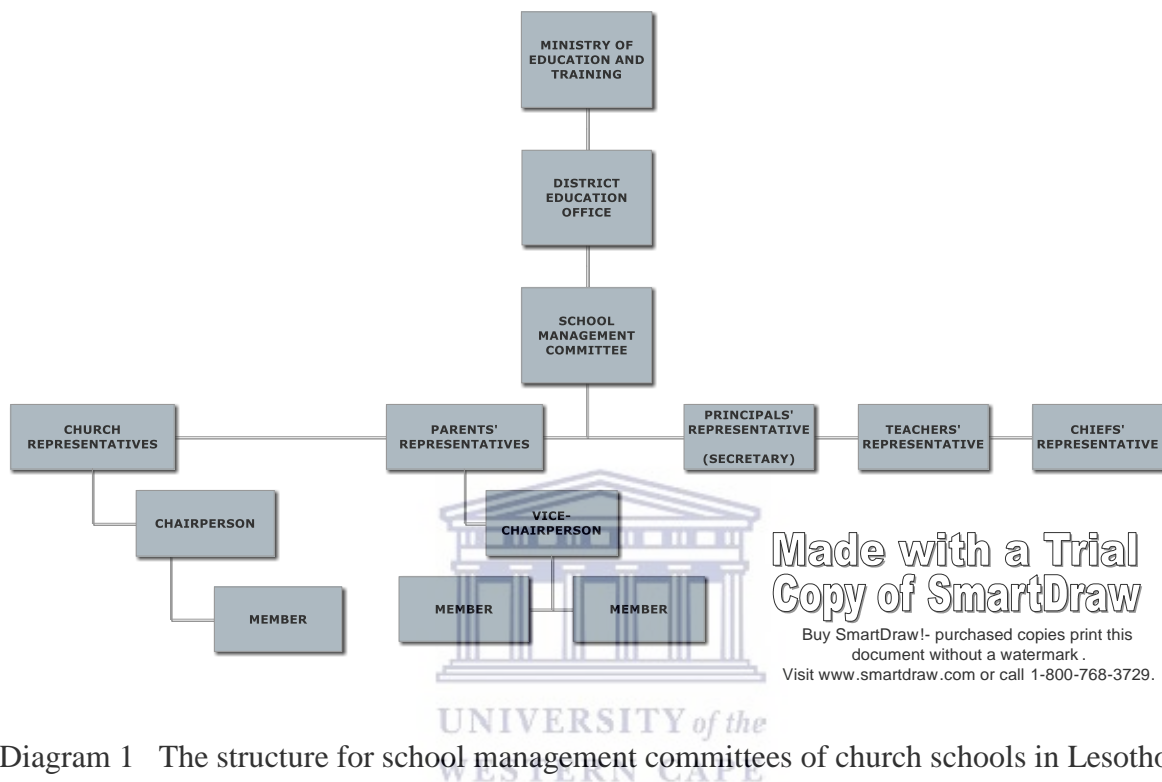 MINISTRY OF
EDUCATION AND
TRAINING
DISTRICT
EDUCATION
OFFICE
SCHOOL
MANAGEMENT
COMMITTEE
CHURCH
REPRESENTATIVES
PARENTS'
REPRESENTATIVES
PRINCIPALS'
REPRESENTATIVE
(SECRETARY)
TEACHERS'
REPRESENTATIVE
CHIEFS'
REPRESENTATIVE
CHAIRPERSON
VICE-
CHAIRPERSON
MEMBER
MEMBER
MEMBER
Made with a Trial
Copy of SmartDraw
Buy SmartDraw!- purchased copies print this
document without a watermark .
Visit www.smartdraw.com or call 1-800-768-3729.
UNIVERSITY of the
WESTERN CAPE
Diagram 1 The structure for school management committees of church schools in Lesotho